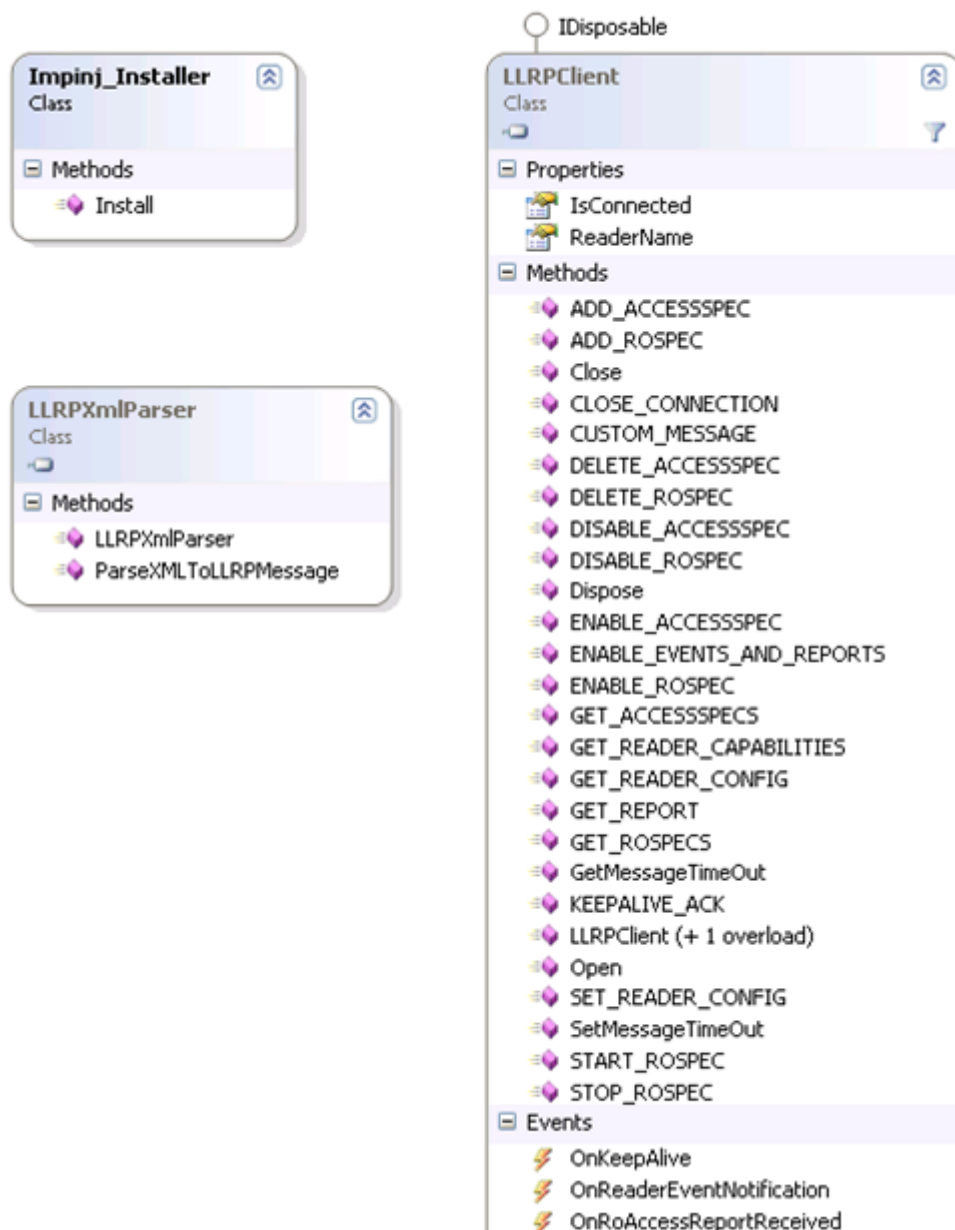 Impinj_Installer
Class
Methods
Install
LLRPXmlParser
Class
Methods
LLRPXmlParser
ParseXMLToLLRPMessage
IDisposable
LLRPClient
Class
Properties
IsConnected
ReaderName
Methods
ADD_ACCESSSPEC
ADD_ROSPEC
Close
CLOSE_CONNECTION
CUSTOM_MESSAGE
DELETE_ACCESSSPEC
DELETE_ROSPEC
DISABLE_ACCESSSPEC
DISABLE_ROSPEC
Dispose
ENABLE_ACCESSSPEC
ENABLE_EVENTS_AND_REPORTS
ENABLE_ROSPEC
GET_ACCESSSPECS
GET_READER_CAPABILITIES
GET_READER_CONFIG
GET_REPORT
GET_ROSPECS
GetMessageTimeOut
KEEPALIVE_ACK
LLRPClient (+ 1 overload)
Open
SET_READER_CONFIG
SetMessageTimeOut
START_ROSPEC
STOP_ROSPEC
Events
OnKeepAlive
OnReaderEventNotification
OnRoAccessReportReceived